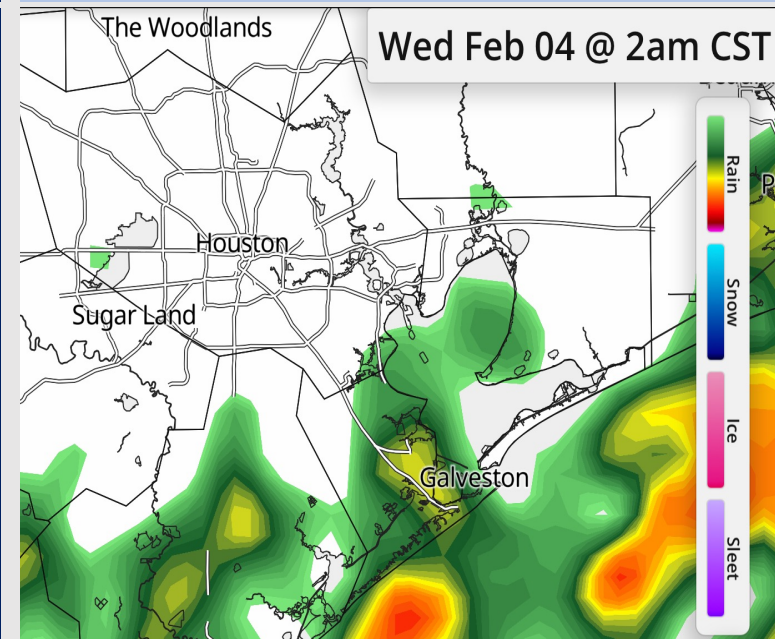 The Woodlands
Wed Feb 04 @ 2am CST
Rain
Houston
Snow
Sugar Land
Ice
Galveston
Sleet